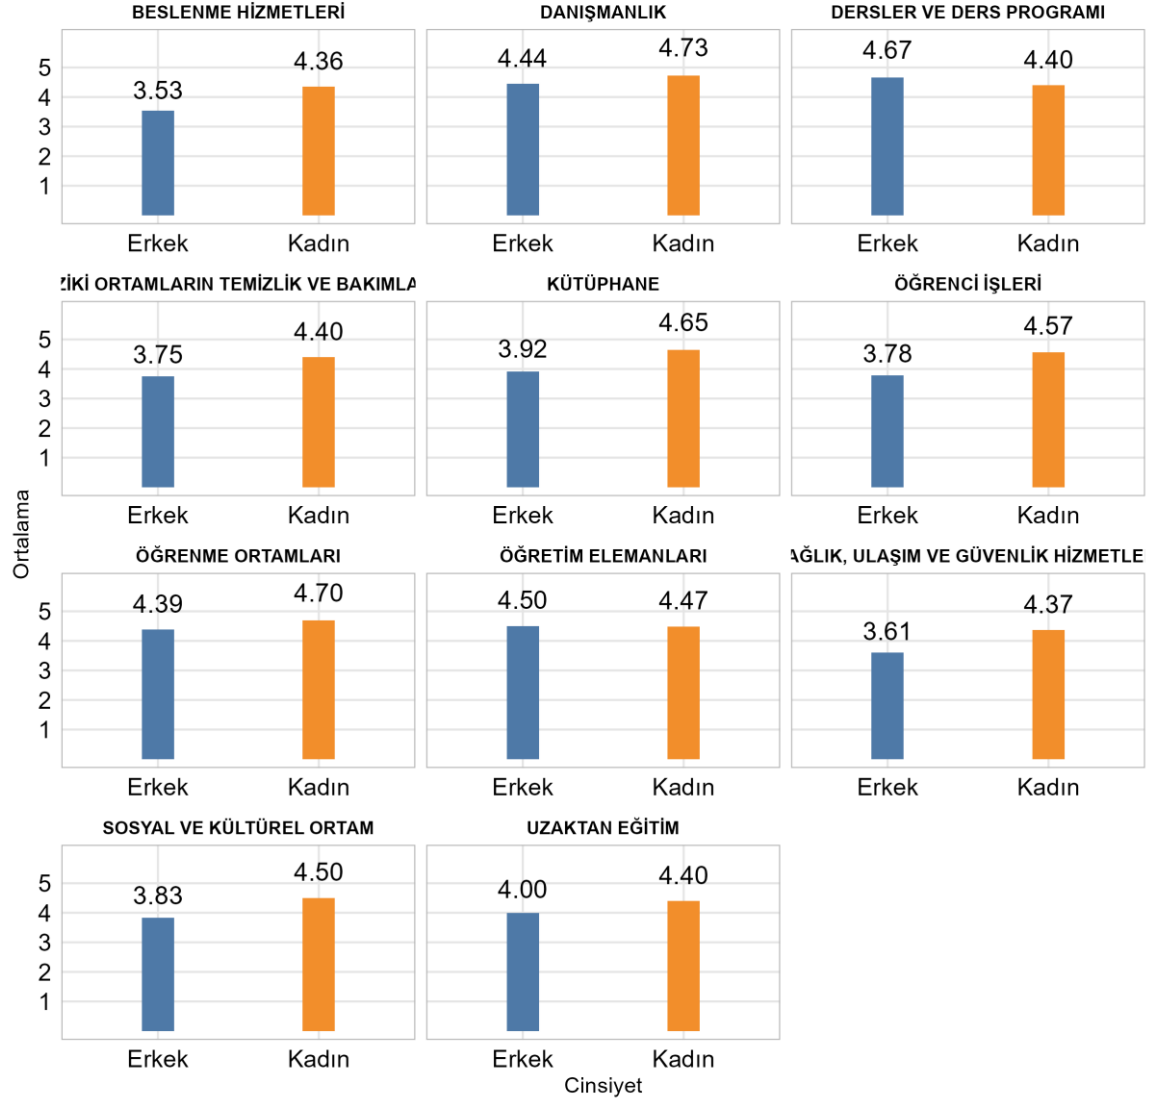 BESLENME HİZMETLERİ
DANIŞMANLIK
DERSLER VE DERS PROGRAMI
5
4
3
2
1
3.53
4.36
4.44
4.73
4.67
4.40
Erkek
Kadın
Erkek
Kadın
Erkek
Kadın
ZİKİ ORTAMLARIN TEMİZLİK VE BAKIMLA
KÜTÜPHANE
ÖĞRENCİ İŞLERİ
5
4
3
2
1
3.75
4.40
3.92
4.65
3.78
4.57
Erkek
Kadın
Erkek
Kadın
Erkek
Kadın
Ortalama
ÖĞRENME ORTAMLARI
ÖĞRETİM ELEMANLARI
AĞLIK, ULAŞIM VE GÜVENLİK HİZMETLE
5
4
3
2
1
4.39
4.70
4.50
4.47
3.61
4.37
Erkek
Kadın
Erkek
Kadın
Erkek
Kadın
SOSYAL VE KÜLTÜREL ORTAM
UZAKTAN EĞİTİM
5
4
3
2
1
3.83
4.50
4.00
4.40
Erkek
Kadın
Erkek
Kadın
Cinsiyet